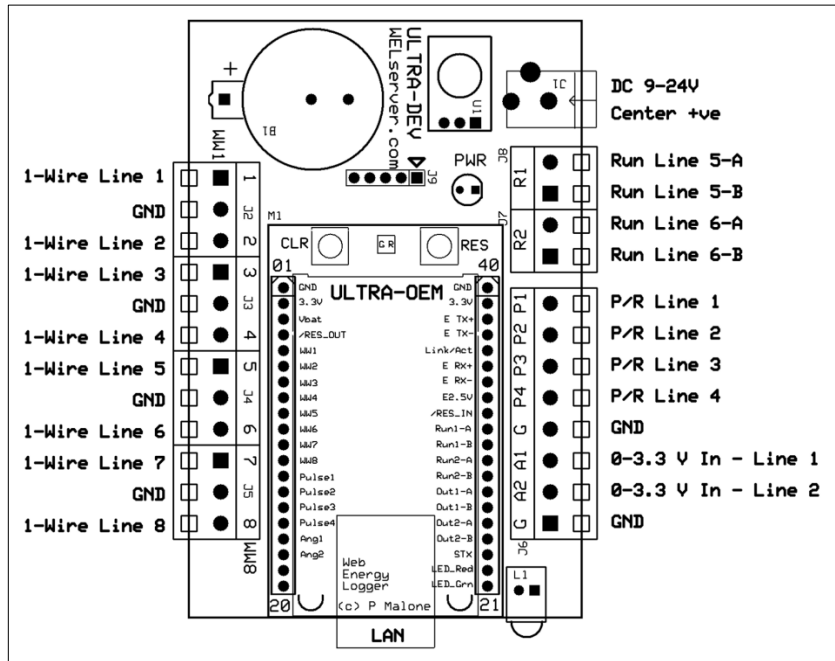 1-Wire Line 1
GND
1-Wire Line 2
1-Wire Line 3
GND
1-Wire Line 4
1-Wire Line 5
GND
1-Wire Line 6
1-Wire Line 7
GND
1-Wire Line 8
+
WW1
1
J2
2
3
J3
4
5
J4
6
7
J5
8
WW8
B1
ULTRA-DEV
WELserver.com
U1
J1
J9
PWR
M1
CLR
G R
RES
01
40
ULTRA-OEM
GND
3.3V
Vbat
/RES_OUT
WW1
WW2
WW3
WW4
WW5
WW6
WW7
WW8
Pulse1
Pulse2
Pulse3
Pulse4
Ang1
Ang2
GND
3.3V
E Tx+
E Tx-
Link/Act
E Rx+
E Rx-
E2.5V
/RES_IN
Run1-A
Run1-B
Run2-A
Run2-B
Out1-A
Out1-B
Out2-A
Out2-B
STX
LED_Red
LED_Grn
Web
Energy
Logger
20
(c) P Malone
21
LAN
J8
R1
J7
R2
P1
P2
P3
P4
G
A1
A2
G
J6
L1
DC 9-24V
Center +ve
Run Line 5-A
Run Line 5-B
Run Line 6-A
Run Line 6-B
P/R Line 1
P/R Line 2
P/R Line 3
P/R Line 4
GND
0-3.3 V In - Line 1
0-3.3 V In - Line 2
GND